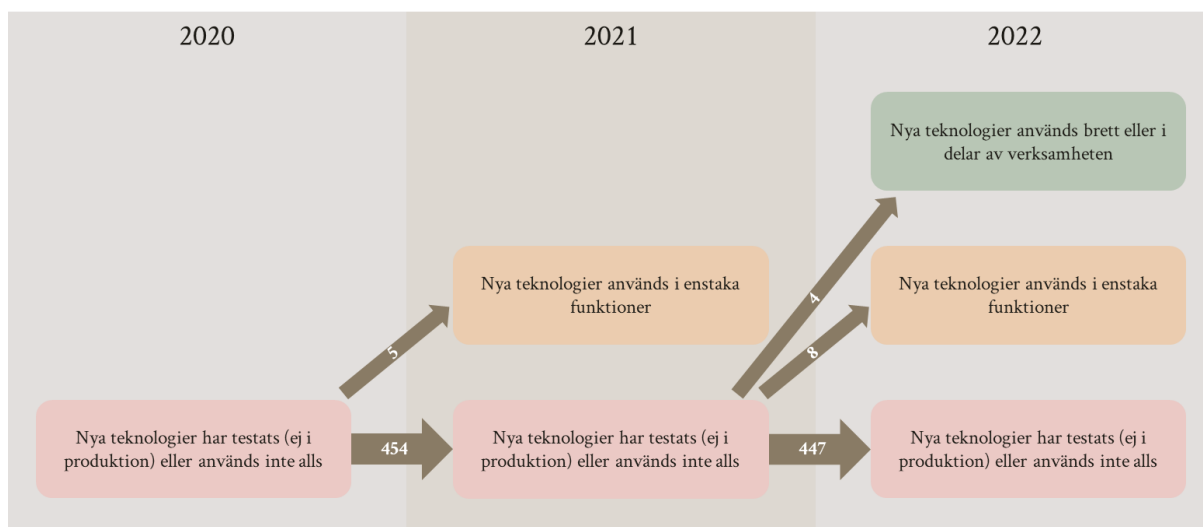 2020
2021
2022
Nya teknologier används brett eller i
delar av verksamheten
Nya teknologier används i enstaka
funktioner
Nya teknologier används i enstaka
funktioner
4
5
8
Nya teknologier har testats (ej i
produktion) eller används inte alls
454
Nya teknologier har testats (ej i
produktion) eller används inte alls
447
Nya teknologier har testats (ej i
produktion) eller används inte alls